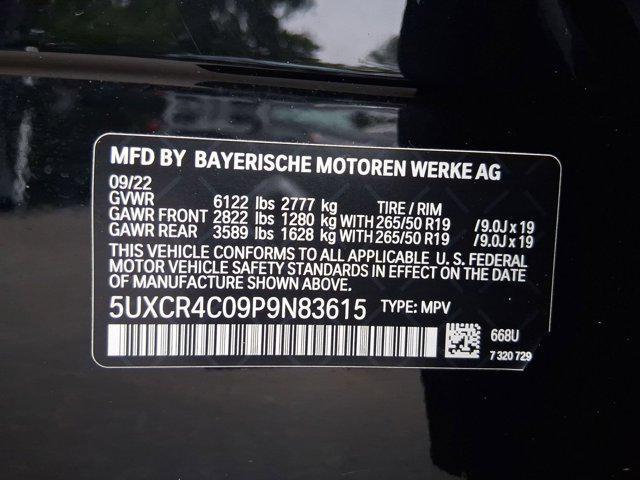 MFD BY BAYERISCHE MOTOREN WERKE AG
09/22
GVWR 6122 lbs 2777 kg TIRE / RIM
GAWR FRONT 2822 lbs 1280 kg WITH 265/50 R19 /9.0J x 19
GAWR REAR 3589 lbs 1628 kg WITH 265/50 R19 /9.0J x 19
THIS VEHICLE CONFORMS TO ALL APPLICABLE U. S. FEDERAL
MOTOR VEHICLE SAFETY STANDARDS IN EFFECT ON THE DATE
OF MANUFACTURE SHOWN ABOVE.
5UXCR4C09P9N83615 TYPE: MPV
668U
7 320 729